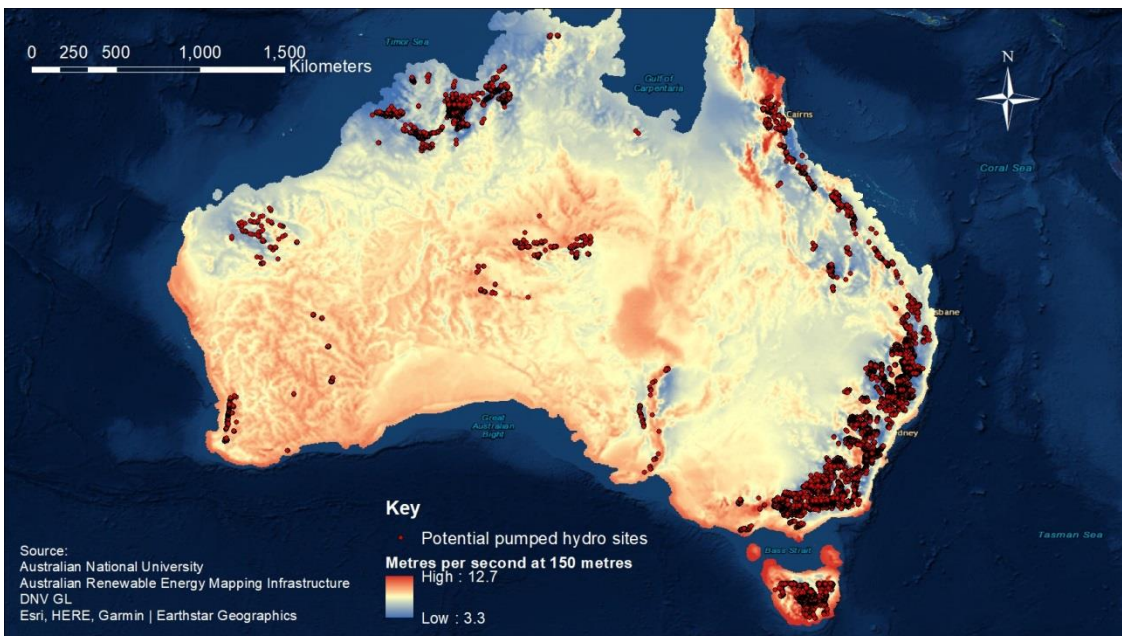 Timor Sea
0 250 500 1,000 1,500
Kilometers
Gulf of
Carpentaria
N
Cairns
Coral Sea
sbane
Great
Australian
Bight
dney
Key
Potential pumped hydro sites
Metres per second at 150 metres
High : 12.7
Low : 3.3
Bass Strait
Tasman Sea
Source:
Australian National University
Australian Renewable Energy Mapping Infrastructure
DNV GL
Esri, HERE, Garmin | Earthstar Geographics